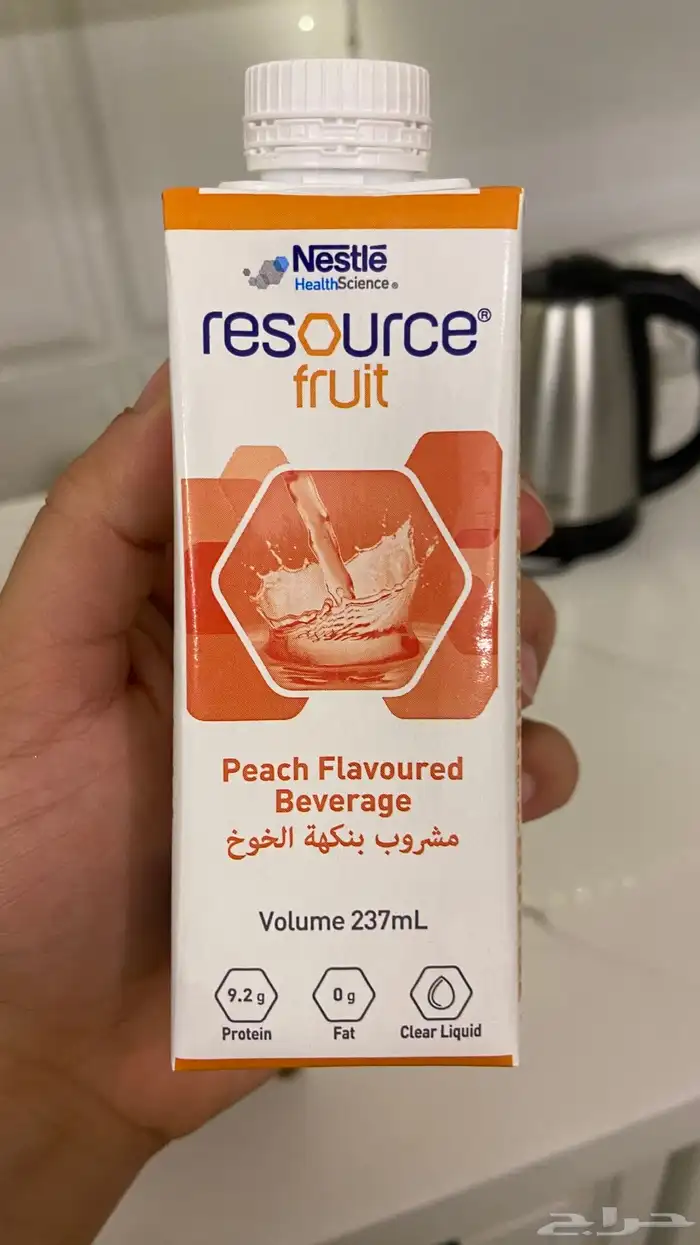 Nestlé
HealthScience®
resource®
fruit
Peach Flavoured
Beverage
مشروب بنكهة الخوخ
Volume 237mL
9.2 g
0 g
Protein
Fat
Clear Liquid
حراج